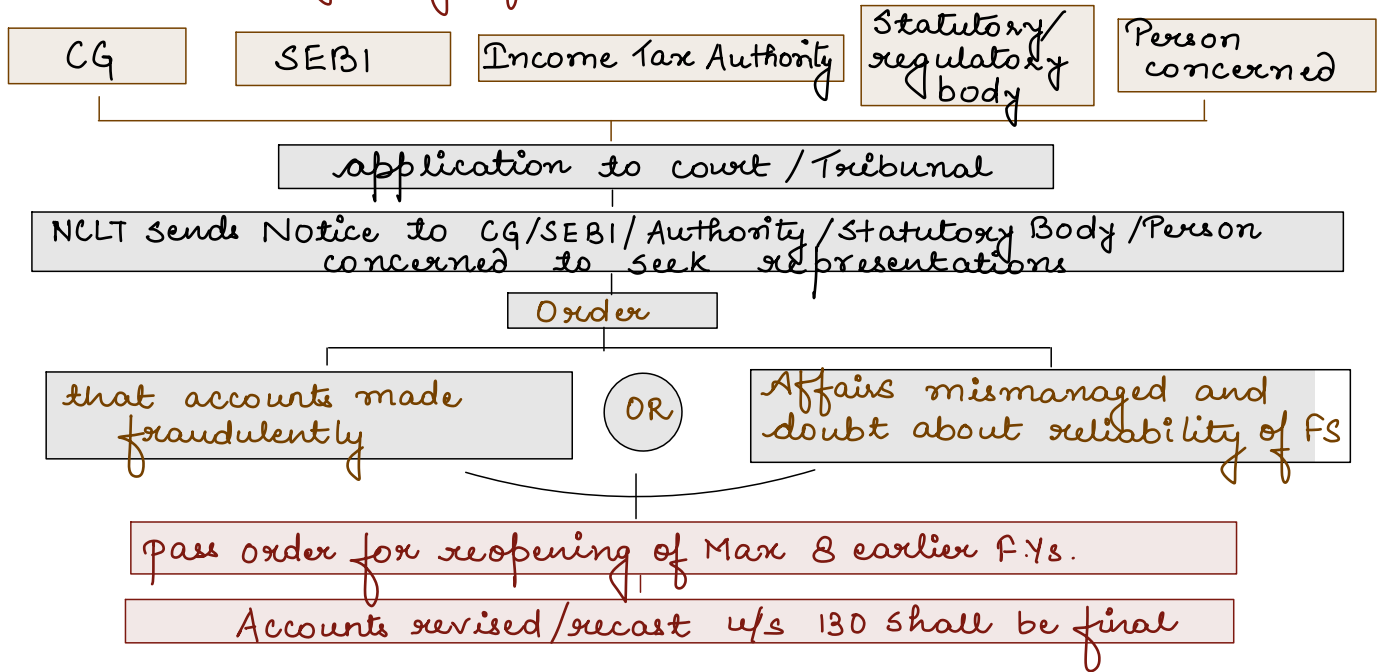 CG
SEBI
Income Tax Authority
Statutory/
regulatory
body
Person
concerned
application to court / Tribunal
NCLT sends Notice to CG/SEBI/Authority/Statutory Body/Person
concerned to seek representations
Order
that accounts made
fraudulently
OR
Affairs mismanaged and
doubt about reliability of FS
pass order for reopening of Max 8 earlier F.Ys.
Accounts revised/recast u/s 130 shall be final